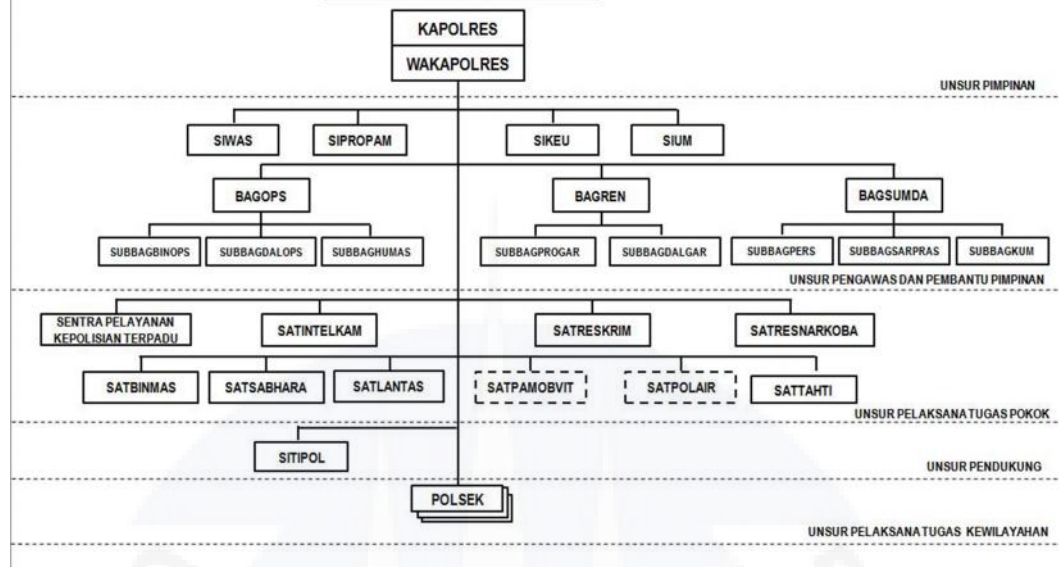 KAPOLRES
WAKAPOLRES
UNSUR PIMPINAN
SIWAS
SIPROPAM
SIKEU
SIUM
BAGOPS
BAGREN
BAGSUMDA
SUBBAGBINOPS
SUBBAGDALOPS
SUBBAGHUMAS
SUBBAGPROGAR
SUBBAGDALGAR
SUBBAGPERS
SUBBAGSARPRAS
SUBBAGKUM
UNSUR PENGAWAS DAN PEMBANTU PIMPINAN
SENTRA PELAYANAN
KEPOLISIAN TERPADU
SATINTELKAM
SATRESKRIM
SATRESNARKOBA
SATBINMAS
SATSABHARA
SATLANTAS
SATPAMOBVIT
SATPOLAIR
SATTAHTI
UNSUR PELAKSANA TUGAS POKOK
SITIPOL
UNSUR PENDUKUNG
POLSEK
UNSUR PELAKSANA TUGAS KEWILAYAHAN